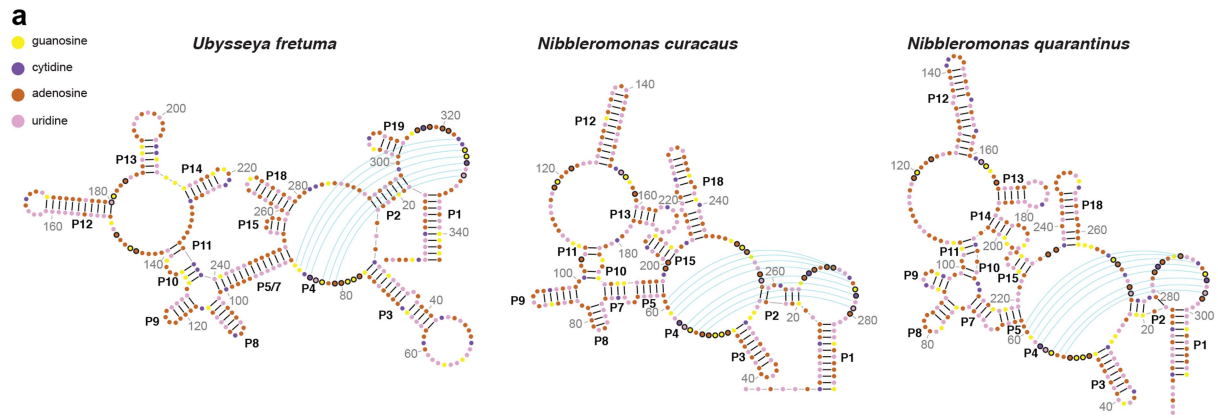 a
guanosine
cytidine
adenosine
uridine
Ubysseya fretuma
200
P13
P14
220
180
P12
160
P18
280
260
P15
P11
140
P10
240
P5/7
P9
100
120
P8
P4
80
P3
40
60
P19
320
300
P2
20
P1
340
Nibbleromonas curacaus
140
P12
120
160
P13
220
P18
240
180
P11
P15
100
P10
200
P9
P7
P5
60
80
P8
P4
260
P2
20
280
P3
40
P1
Nibbleromonas quarantinus
140
P12
160
120
P13
P14
180
P18
240
260
200
P11
P9
100
P10
P15
P7
220
P8
80
P5
60
P4
280
P2
20
300
P1
P3
40